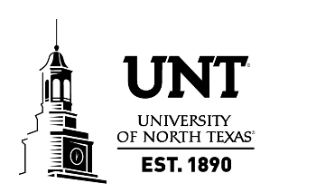 UNT
UNIVERSITY
OF NORTH TEXAS®
EST. 1890